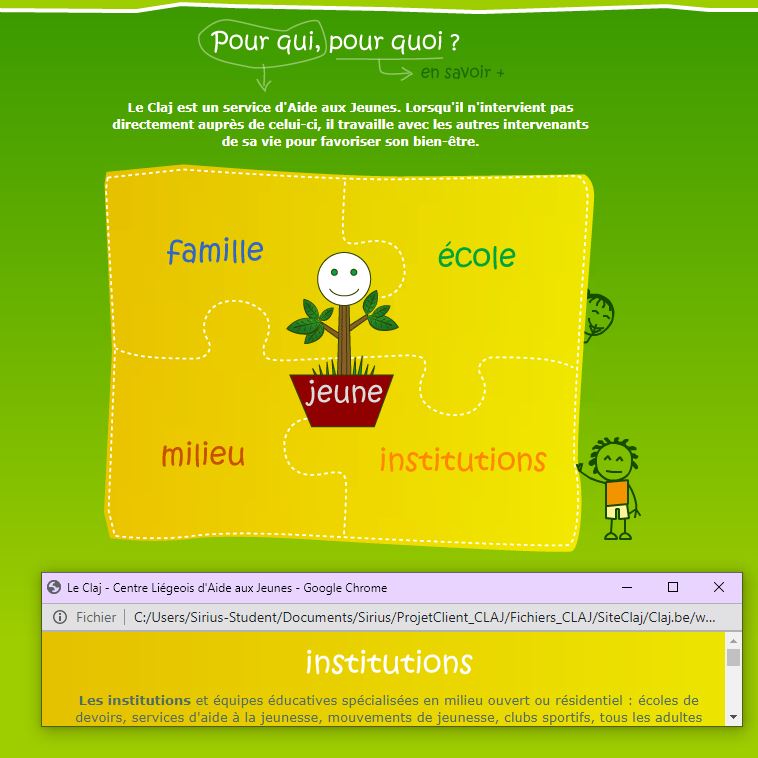 Pour qui, pour quoi ?
en savoir +
Le Claj est un service d'Aide aux Jeunes. Lorsqu'il n'intervient pas
directement auprès de celui-ci, il travaille avec les autres intervenants
de sa vie pour favoriser son bien-être.
famille
école
jeune
milieu
institutions
Le Claj - Centre Liégeois d'Aide aux Jeunes - Google Chrome
Fichier
C:/Users/Sirius-Student/Documents/Sirius/ProjetClient_CLAJ/Fichiers_CLAJ/SiteClaj/Claj.be/w...
institutions
Les institutions et équipes éducatives spécialisées en milieu ouvert ou résidentiel : écoles de
devoirs, services d'aide à la jeunesse, mouvements de jeunesse, clubs sportifs, tous les adultes